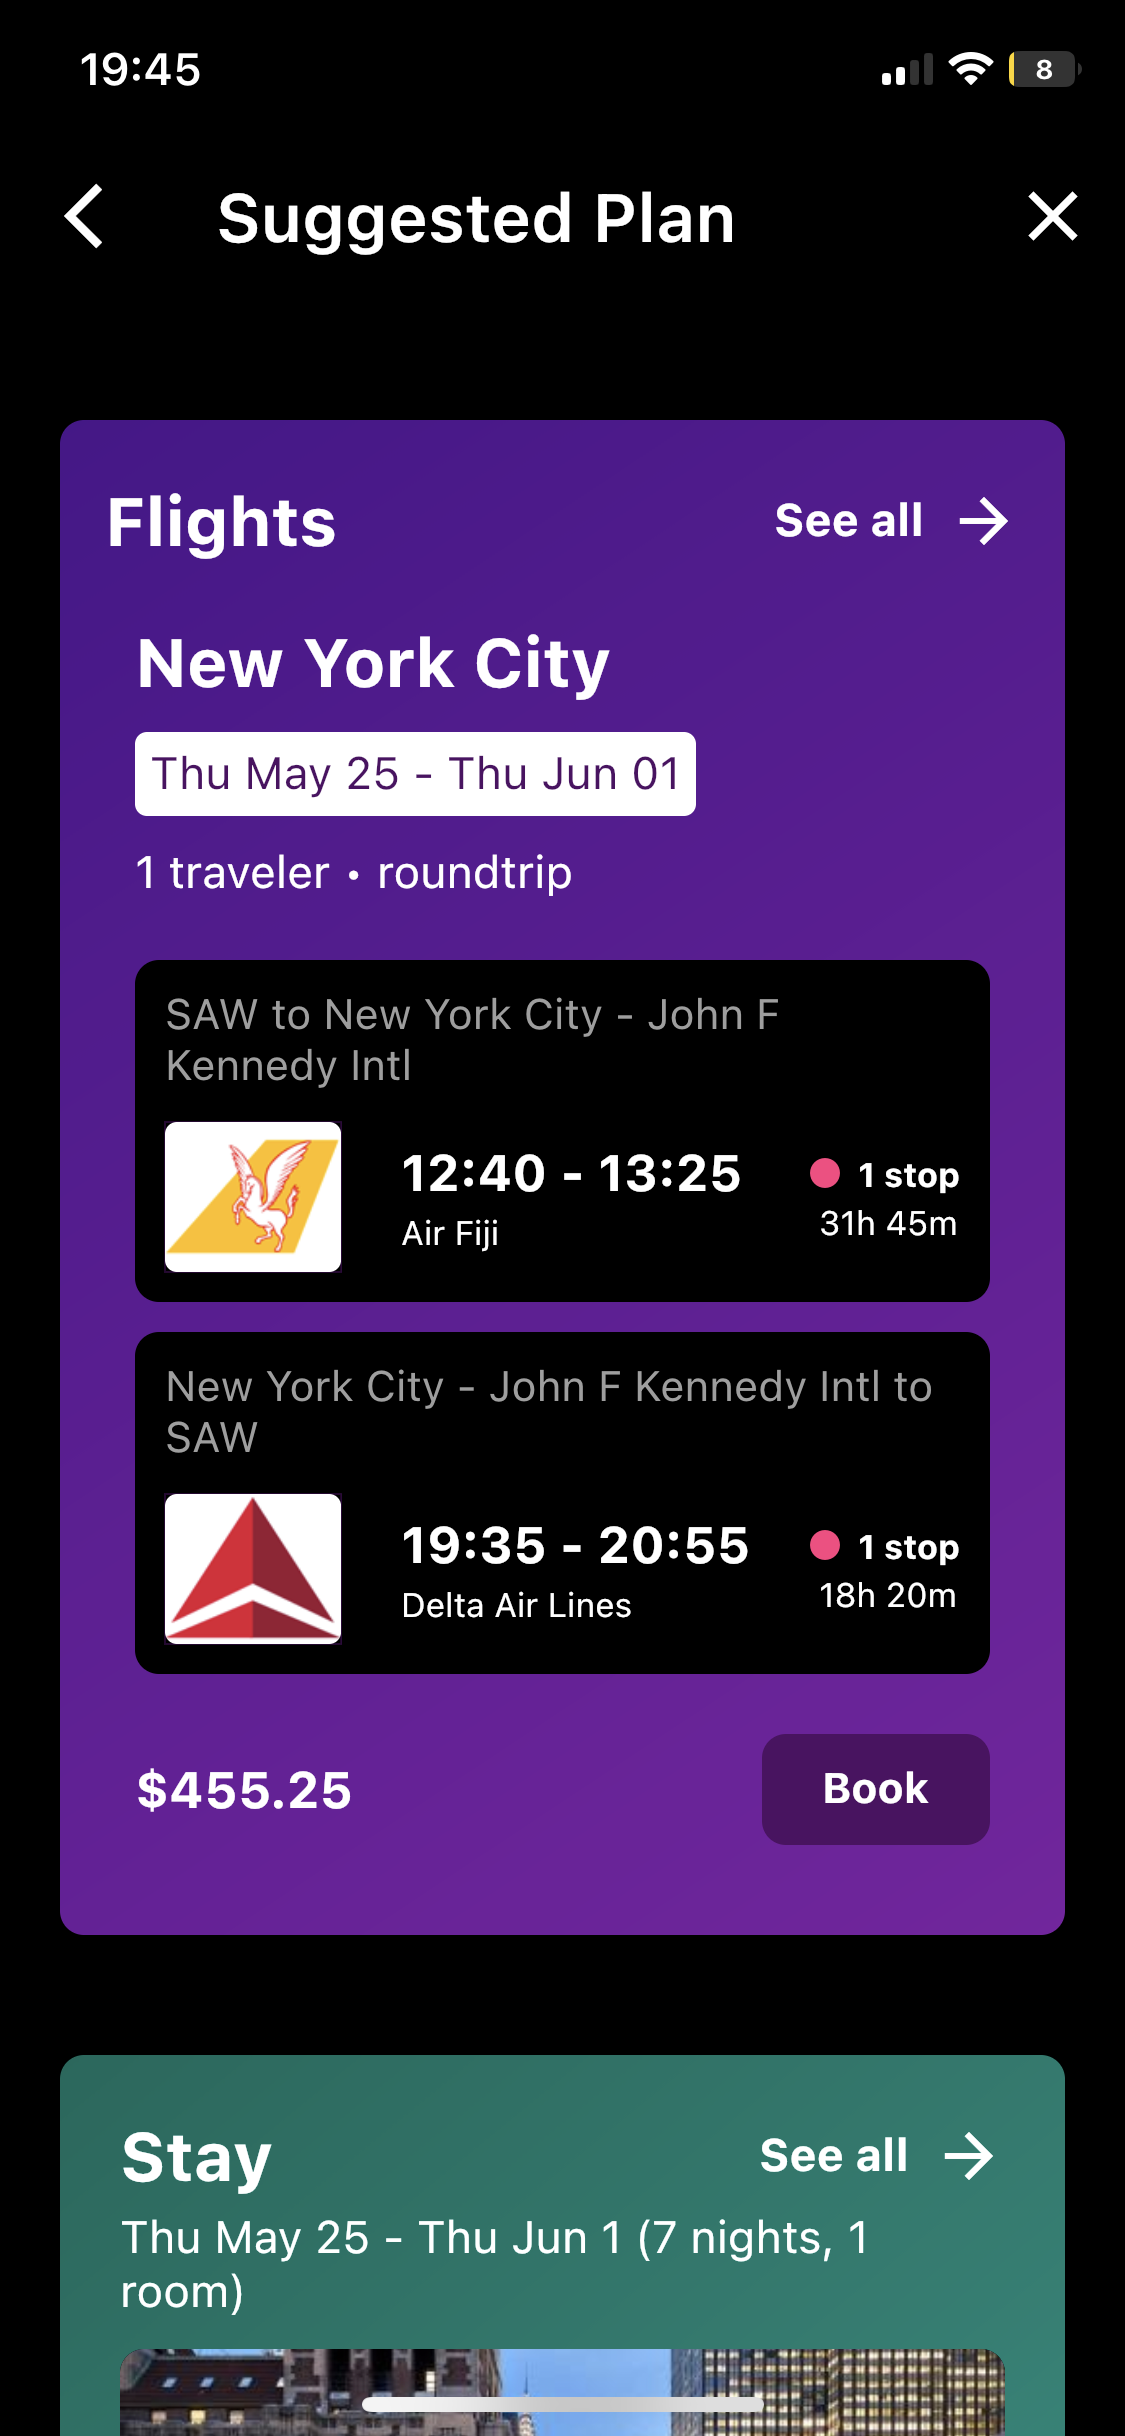 19:45
8
Suggested Plan
Flights
See all
New York City
Thu May 25 - Thu Jun 01
1 traveler • roundtrip
SAW to New York City - John F
Kennedy Intl
12:40 - 13:25
1 stop
Air Fiji
31h 45m
New York City - John F Kennedy Intl to
SAW
19:35 - 20:55
1 stop
Delta Air Lines
18h 20m
$455.25
Book
Stay
See all
Thu May 25 - Thu Jun 1 (7 nights, 1
room)